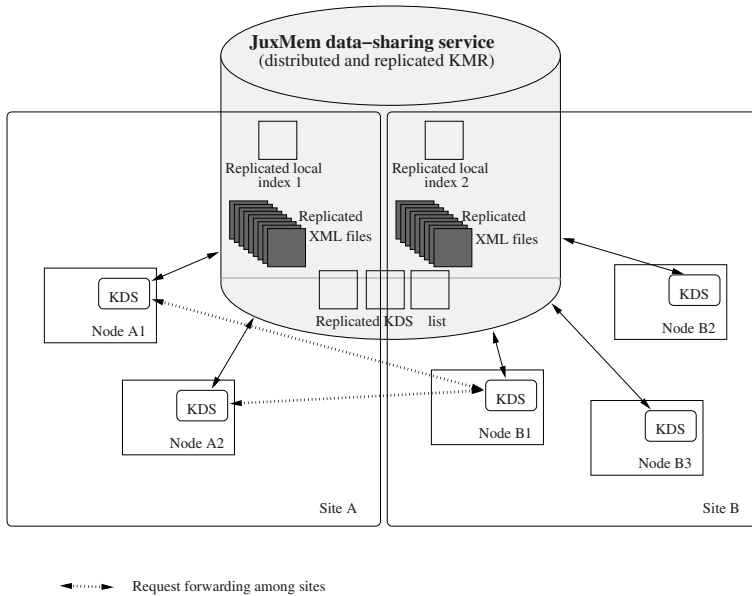 JuxMem data–sharing service
(distributed and replicated KMR)
Replicated local
index 1
Replicated local
index 2
Replicated
XML files
Replicated
XML files
Replicated KDS list
KDS
Node A1
KDS
Node A2
KDS
Node B1
KDS
Node B2
KDS
Node B3
Site A
Site B
Request forwarding among sites